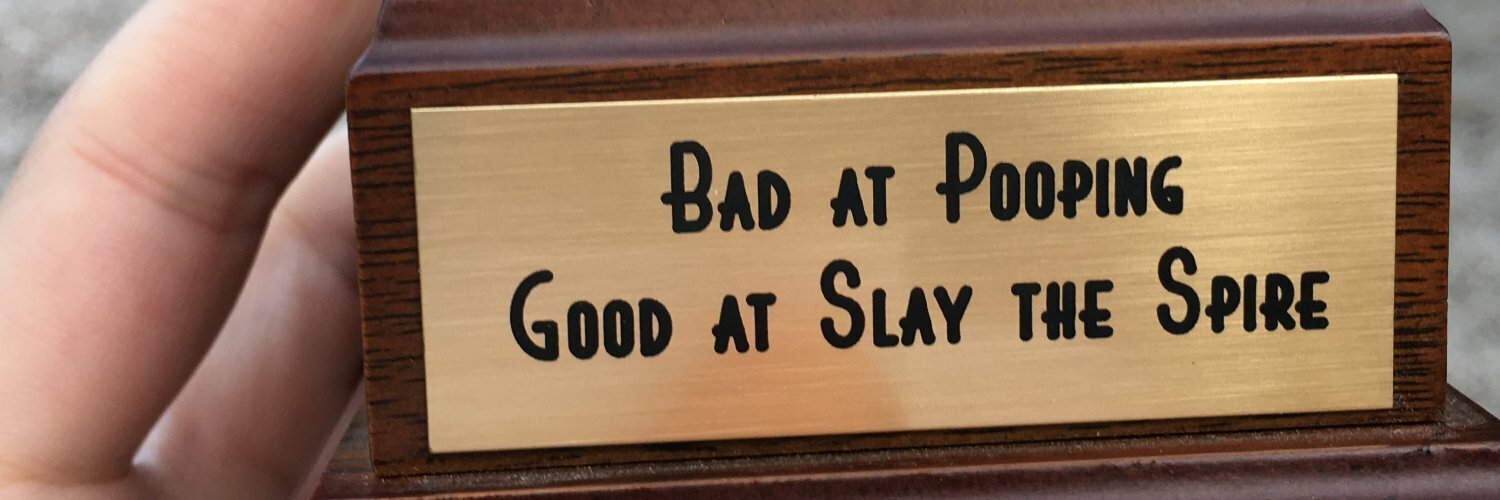 Bad at Pooping
Good at Slay the Spire